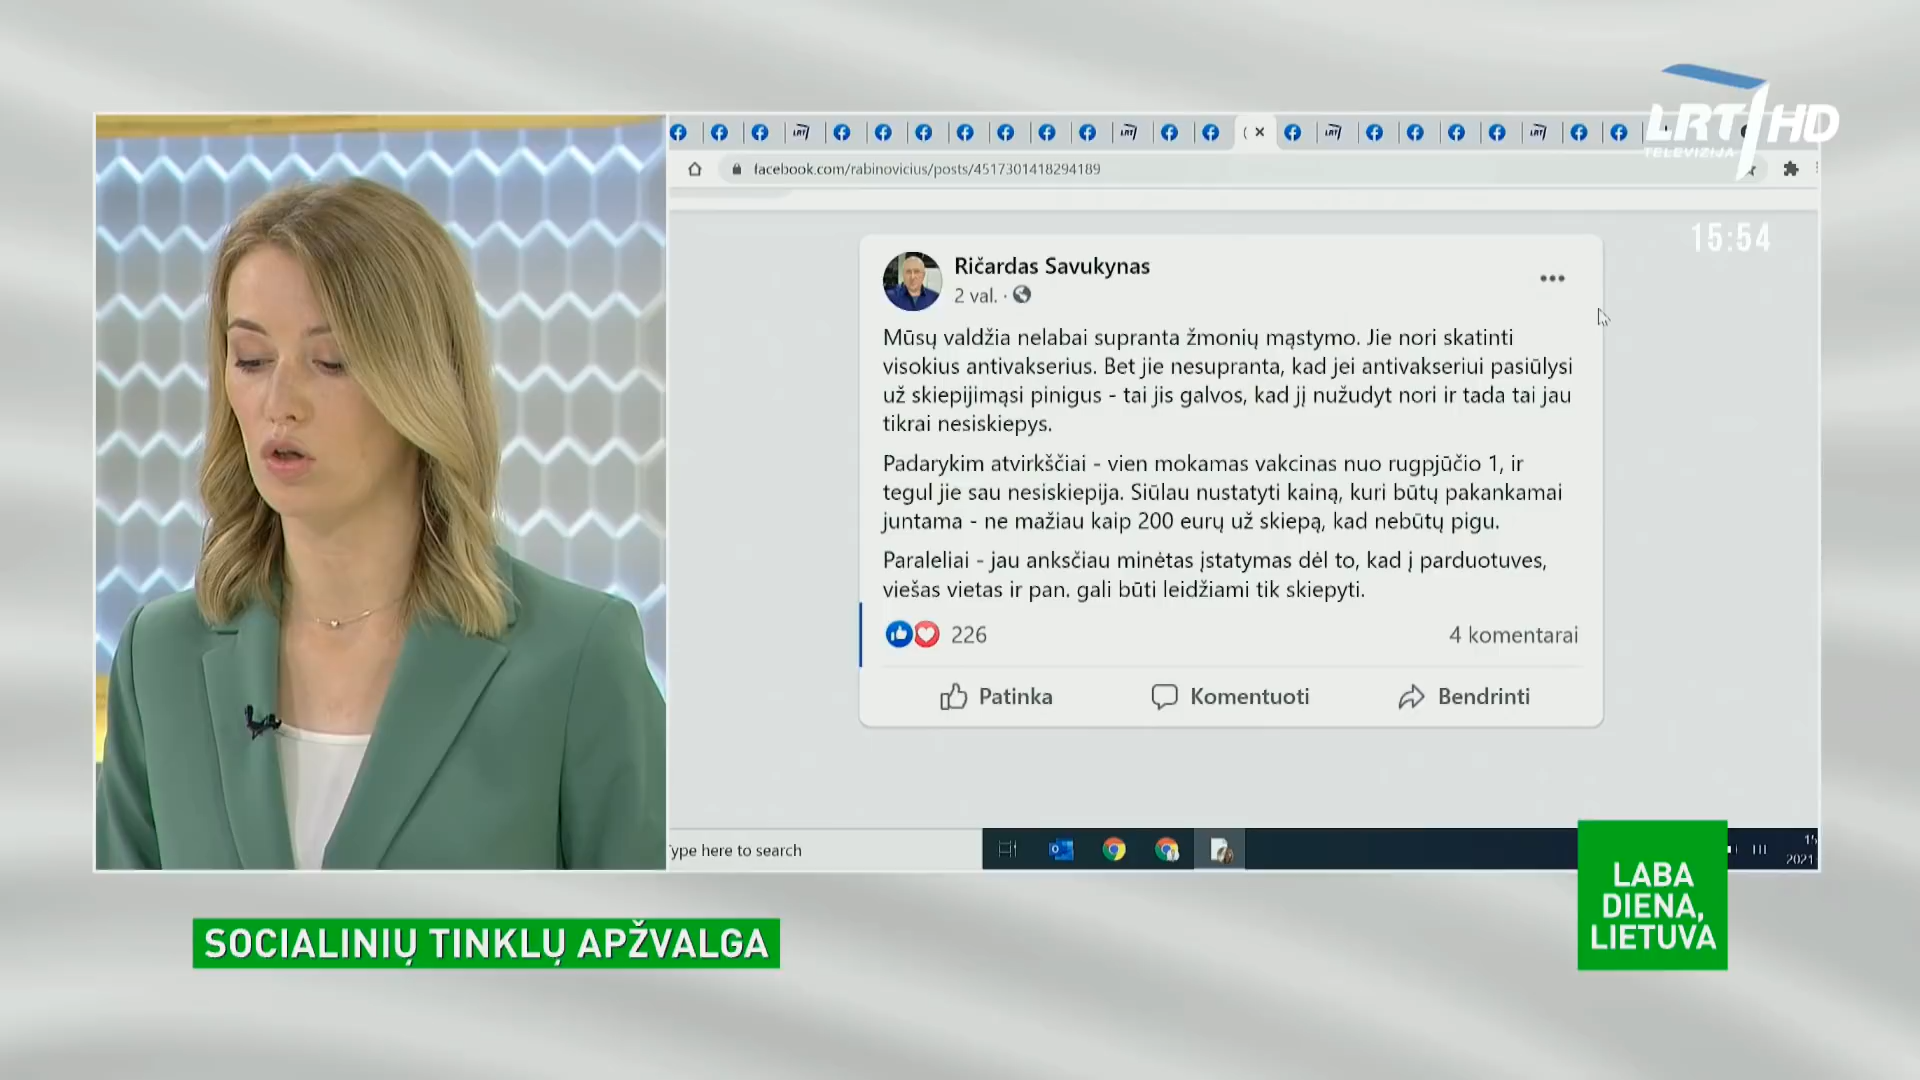 LRT HD
TELEVIZIJA
facebook.com/rabinovicius/posts/4517301418294189
15:54
Ričardas Savukynas
2 val. ·
Mūsų valdžia nelabai supranta žmonių mąstymo. Jie nori skatinti
visokius antivakserius. Bet jie nesupranta, kad jei antivakseriui pasiūlysi
už skiepijimąsi pinigus - tai jis galvos, kad jį nužudyt nori ir tada tai jau
tikrai nesiskiepys.
Padarykim atvirkščiai - vien mokamas vakcinas nuo rugpjūčio 1, ir
tegul jie sau nesiskiepija. Siūlau nustatyti kainą, kuri būtų pakankamai
juntama - ne mažiau kaip 200 eurų už skiepą, kad nebūtų pigu.
Paraleliai - jau anksčiau minėtas įstatymas dėl to, kad į parduotuves,
viešas vietas ir pan. gali būti leidžiami tik skiepyti.
226
4 komentarai
Patinka
Komentuoti
Bendrinti
ype here to search
2021
LABA
DIENA,
LIETUVA
SOCIALINIŲ TINKLŲ APŽVALGA